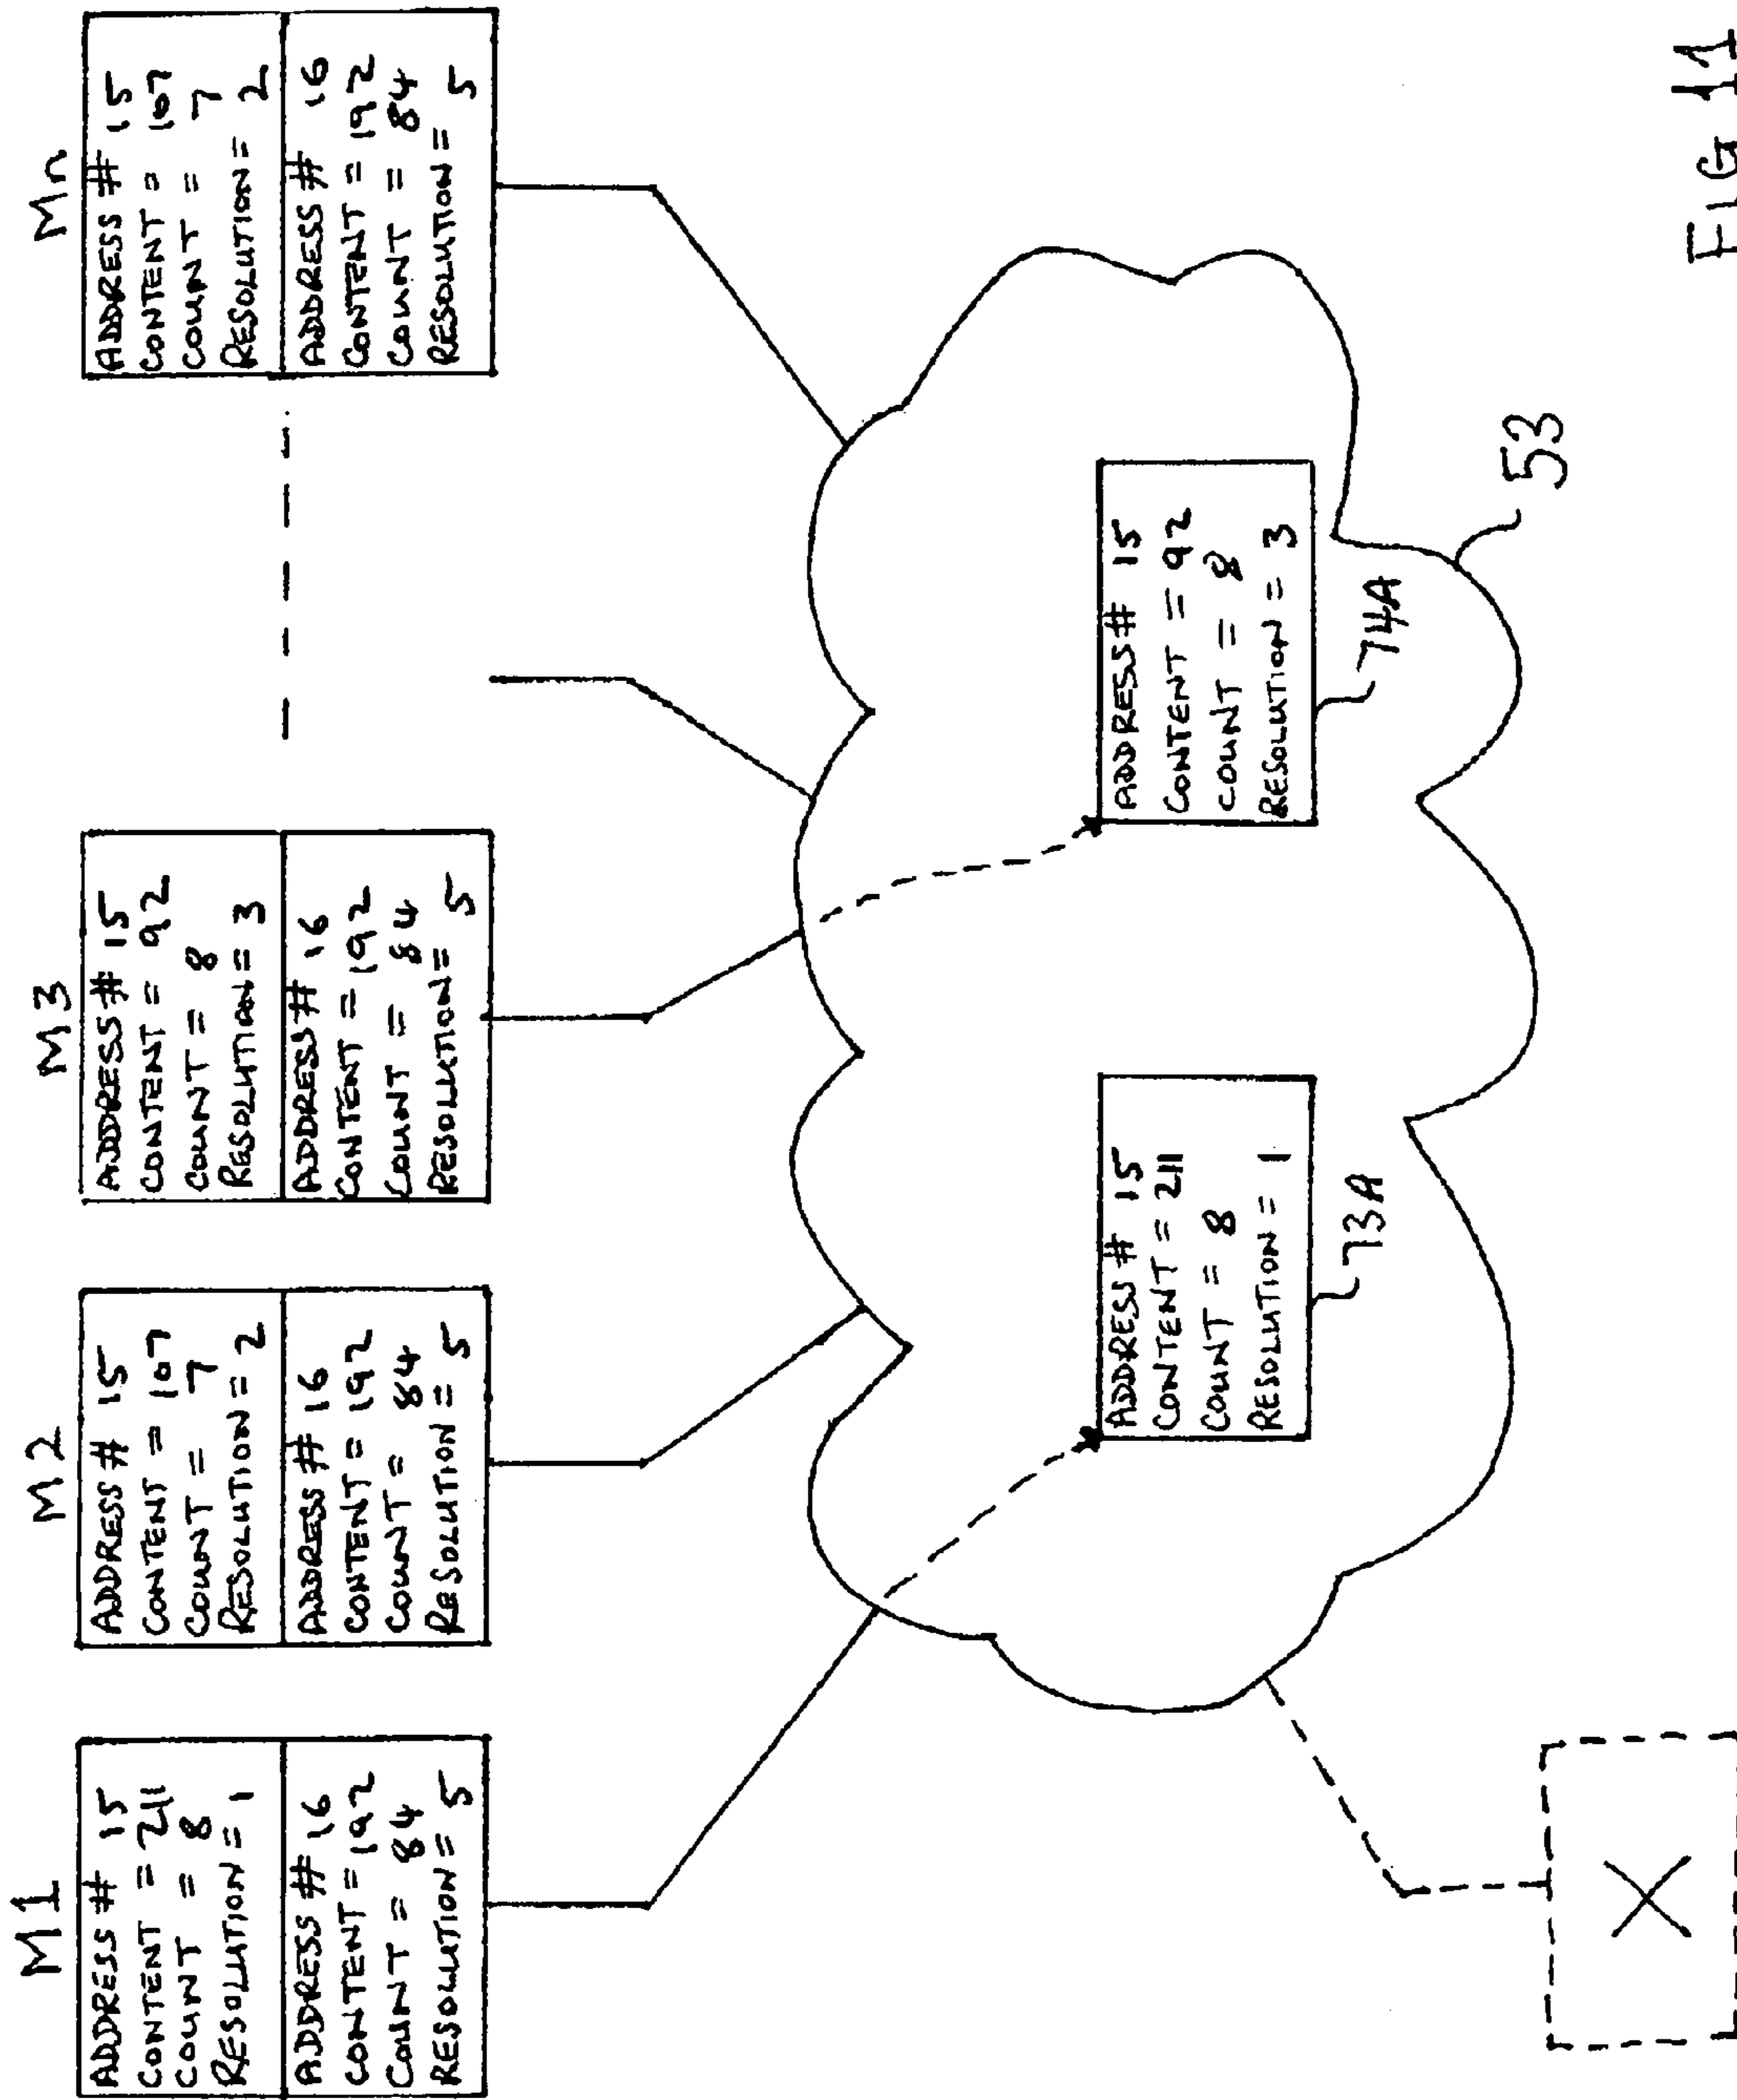 M1
ADDRESS # 15
CONTENT = 211
COUNT = 8
RESOLUTION = 1
ADDRESS # 16
CONTENT = 192
COUNT = 84
RESOLUTION = 5
M2
ADDRESS # 15
CONTENT = 107
COUNT = 7
RESOLUTION = 2
ADDRESS # 16
CONTENT = 192
COUNT = 84
RESOLUTION = 5
M3
ADDRESS # 15
CONTENT = 92
COUNT = 8
RESOLUTION = 3
ADDRESS # 16
CONTENT = 192
COUNT = 84
RESOLUTION = 5
Mn
ADDRESS # 15
CONTENT = 107
COUNT = 7
RESOLUTION = 2
ADDRESS # 16
CONTENT = 192
COUNT = 84
RESOLUTION = 5
ADDRESS # 15
CONTENT = 211
COUNT = 8
RESOLUTION = 1
73A
ADDRESS # 15
CONTENT = 92
COUNT = 8
RESOLUTION = 3
74A
53
X
FIG 11